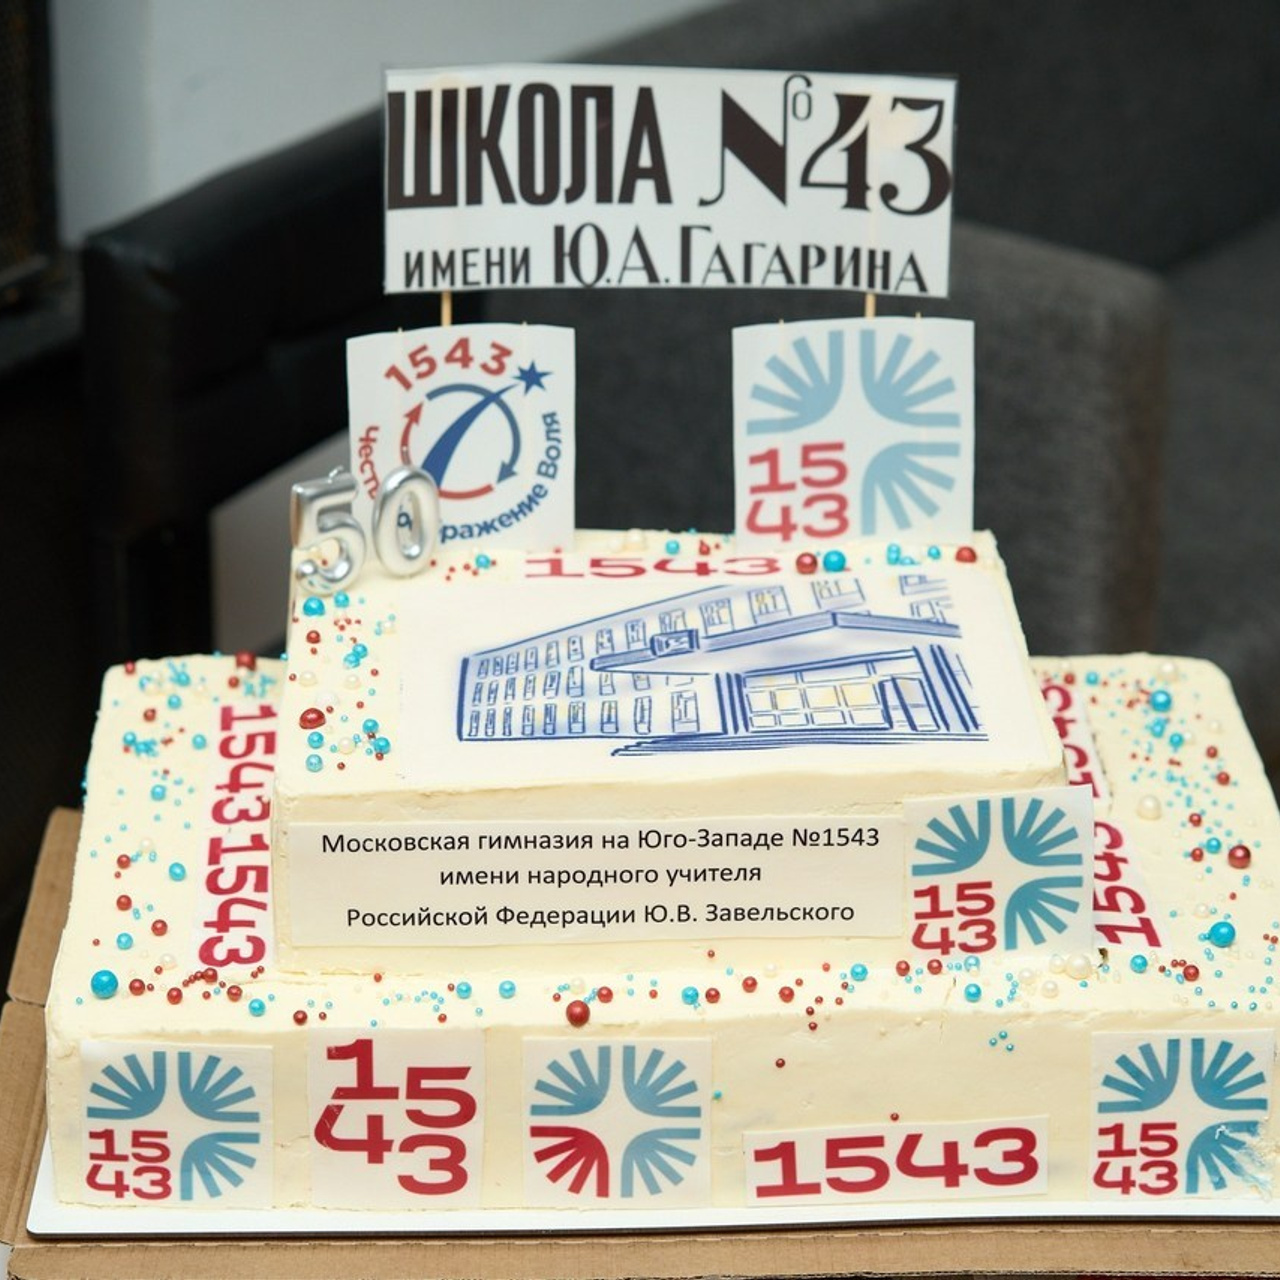 ШКОЛА №43
ИМЕНИ Ю.А.ГАГАРИНА
1543
Честь
ражение Воля
15
43
50
1543
1543 1543
1543 1543
Московская гимназия на Юго-Западе №1543
имени народного учителя
Российской Федерации Ю.В. Завельского
15
43
15
43
15
43
1543
15
43